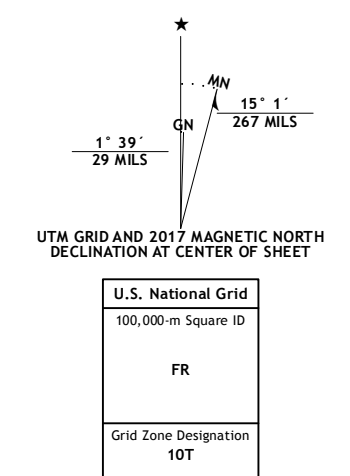 ★
MN
15° 1´
267 MILS
GN
1° 39´
29 MILS
UTM GRID AND 2017 MAGNETIC NORTH
DECLINATION AT CENTER OF SHEET
U.S. National Grid
100,000-m Square ID
FR
Grid Zone Designation
10T